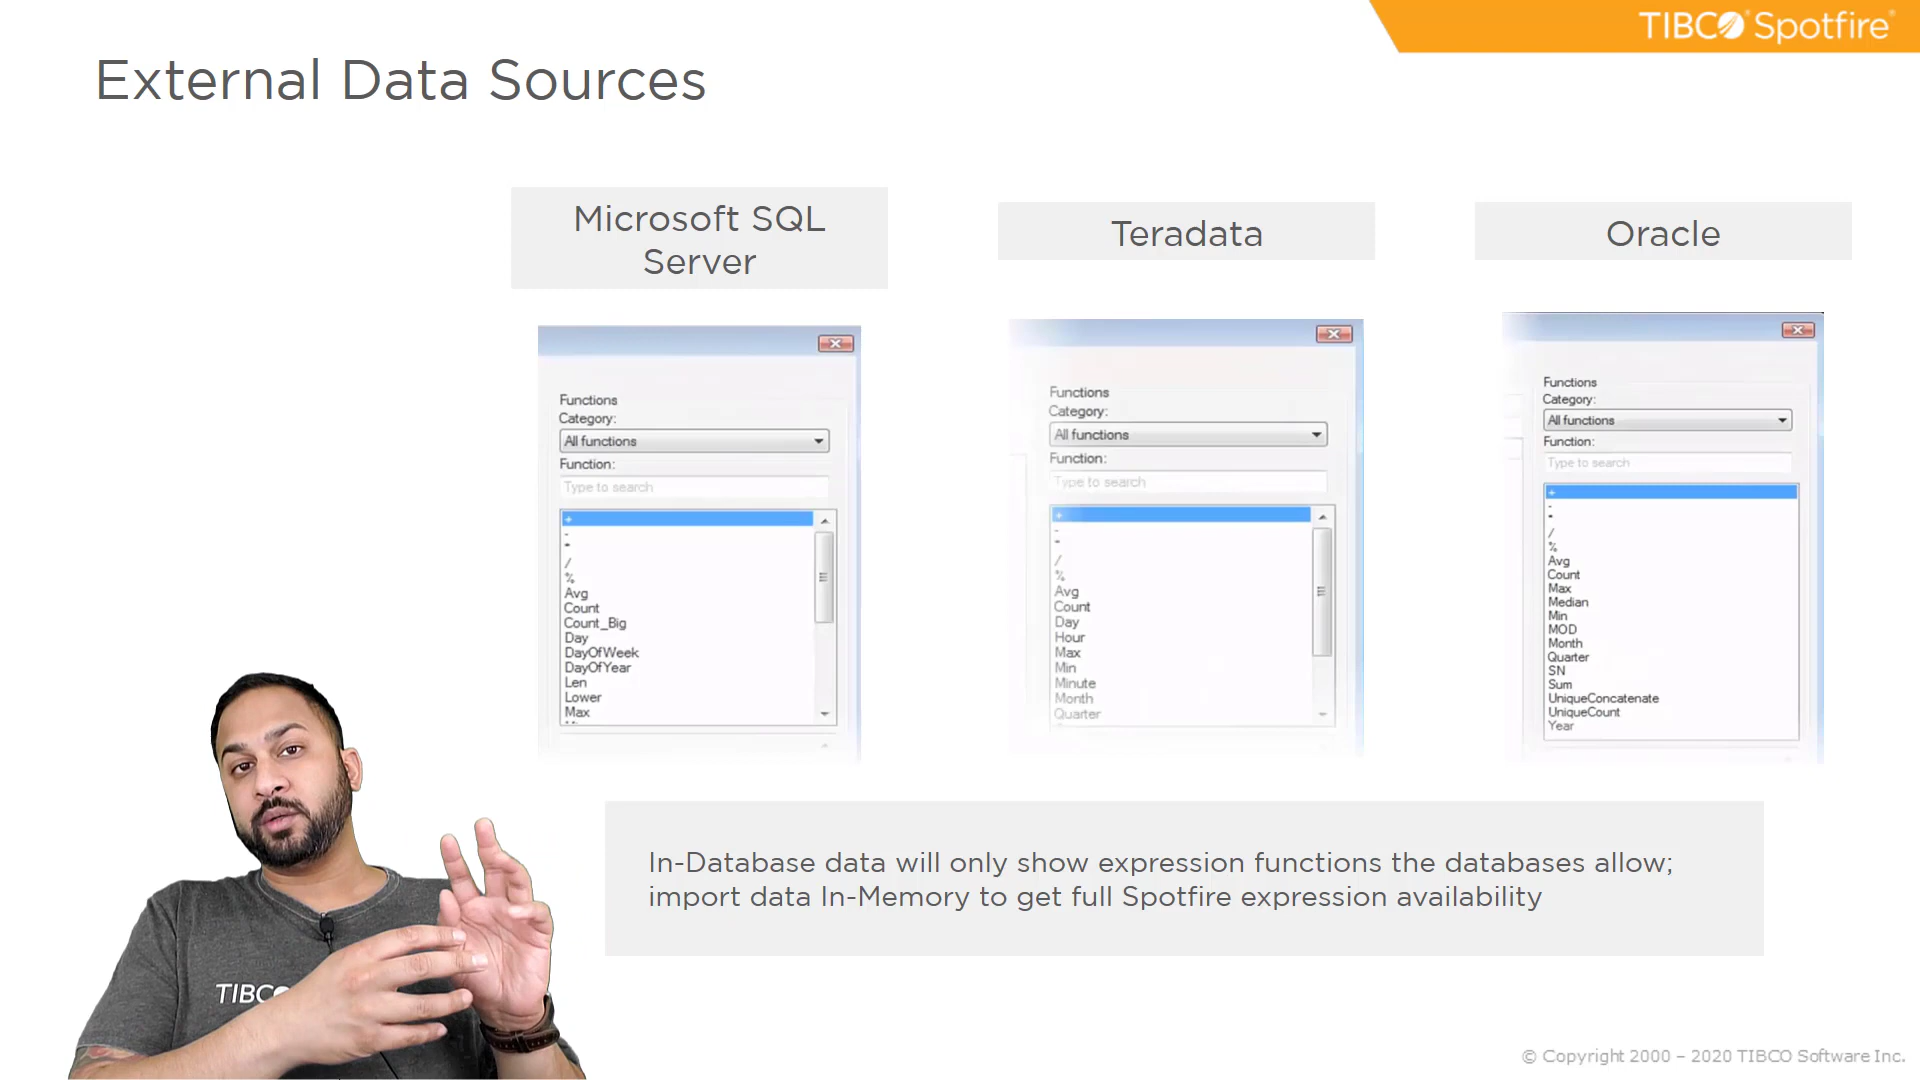 TIBCO Spotfire®
External Data Sources
Microsoft SQL
Server
Functions
Category:
All functions
Function:
Type to search
+
-
*
/
%
Avg
Count
Count_Big
Day
DayOfWeek
DayOfYear
Len
Lower
Max
Teradata
Functions
Category:
All functions
Function:
Type to search
+
-
*
/
%
Avg
Count
Day
Hour
Max
Min
Minute
Month
Quarter
Oracle
Functions
Category:
All functions
Function:
Type to search
+
-
*
/
%
Avg
Count
Max
Median
Min
MOD
Month
Quarter
SN
Sum
UniqueConcatenate
UniqueCount
Year
In-Database data will only show expression functions the databases allow;
import data In-Memory to get full Spotfire expression availability
TIBCO
© Copyright 2000 – 2020 TIBCO Software Inc.